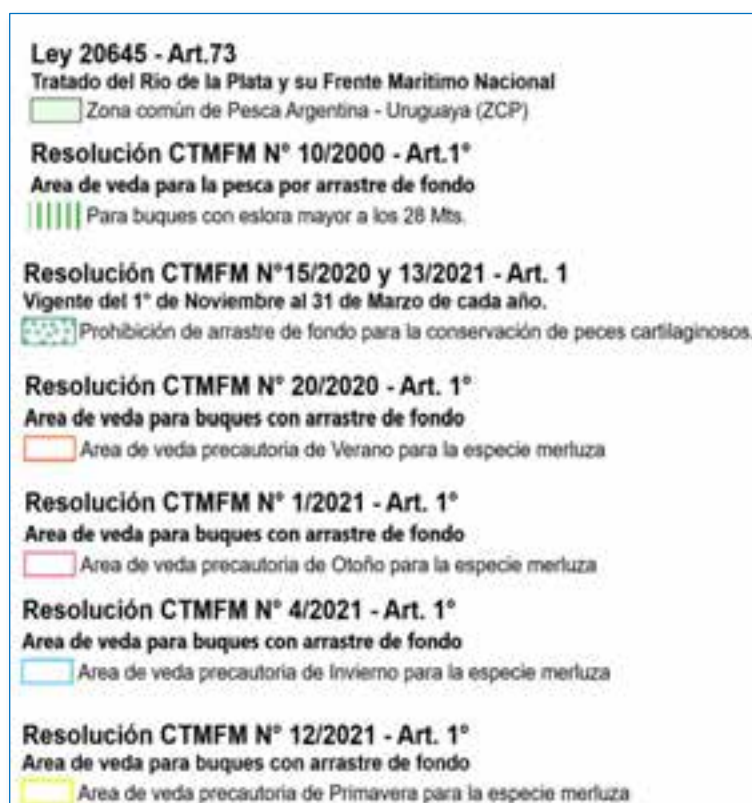 Ley 20645 - Art.73
Tratado del Rio de la Plata y su Frente Maritimo Nacional
Zona común de Pesca Argentina - Uruguaya (ZCP)
Resolución CTMFM N° 10/2000 - Art.1°
Area de veda para la pesca por arrastre de fondo
Para buques con eslora mayor a los 28 Mts.
Resolución CTMFM N°15/2020 y 13/2021 - Art. 1
Vigente del 1° de Noviembre al 31 de Marzo de cada año.
Prohibición de arrastre de fondo para la conservación de peces cartilaginosos.
Resolución CTMFM N° 20/2020 - Art. 1°
Area de veda para buques con arrastre de fondo
Area de veda precautoria de Verano para la especie merluza
Resolución CTMFM N° 1/2021 - Art. 1°
Area de veda para buques con arrastre de fondo
Area de veda precautoria de Otoño para la especie merluza
Resolución CTMFM N° 4/2021 - Art. 1°
Area de veda para buques con arrastre de fondo
Area de veda precautoria de Invierno para la especie merluza
Resolución CTMFM N° 12/2021 - Art. 1°
Area de veda para buques con arrastre de fondo
Area de veda precautoria de Primavera para la especie merluza